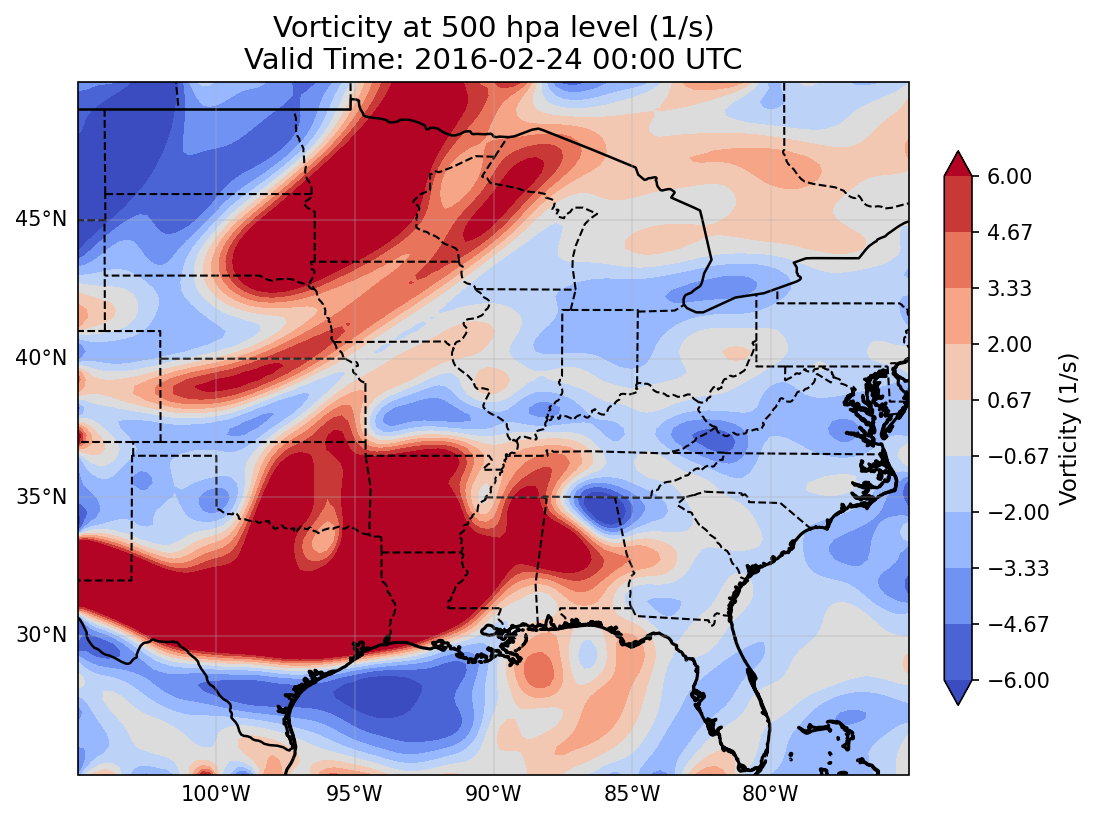 Vorticity at 500 hpa level (1/s)
Valid Time: 2016-02-24 00:00 UTC
45°N
40°N
35°N
30°N
100°W
95°W
90°W
85°W
80°W
6.00
4.67
3.33
2.00
0.67
−0.67
−2.00
−3.33
−4.67
−6.00
Vorticity (1/s)